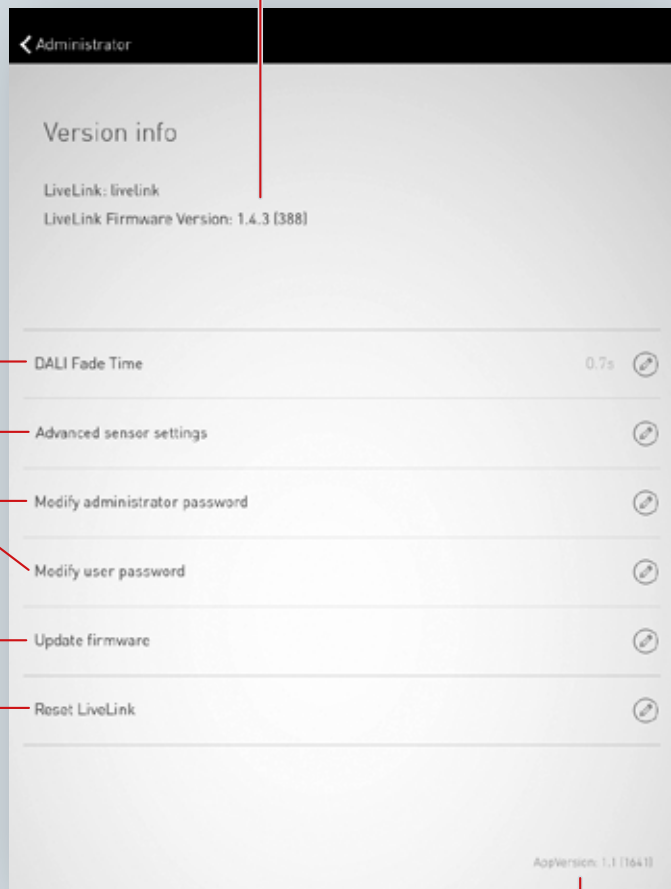 Administrator
Version info
LiveLink: livelink
LiveLink Firmware Version: 1.4.3 (388)
DALI Fade Time 0.7s
Advanced sensor settings
Modify administrator password
Modify user password
Update firmware
Reset LiveLink
AppVersion: 1.1 (1641)